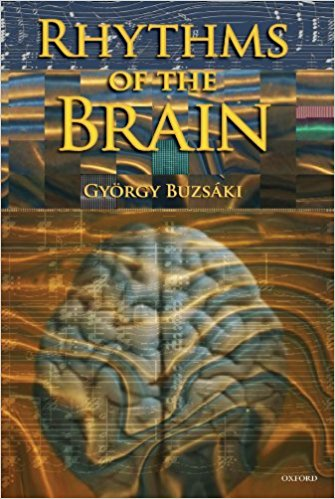 RHYTHMS
OF THE
BRAIN
GYÖRGY BUZSÁKI
OXFORD